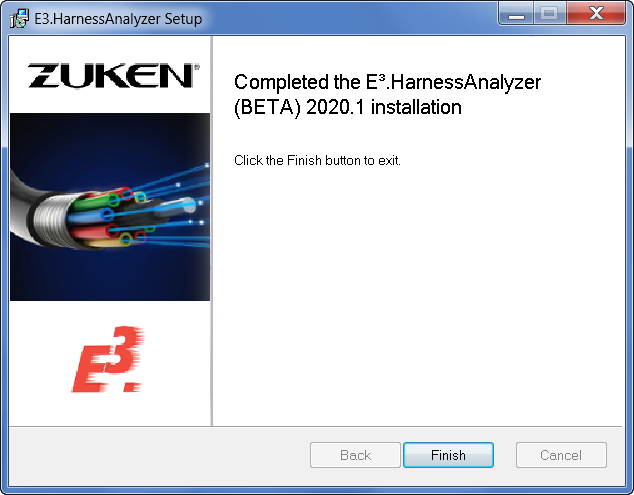 E3.HarnessAnalyzer Setup
ZUKEN®
Completed the E³.HarnessAnalyzer
(BETA) 2020.1 installation
Click the Finish button to exit.
E³.
Back
Finish
Cancel